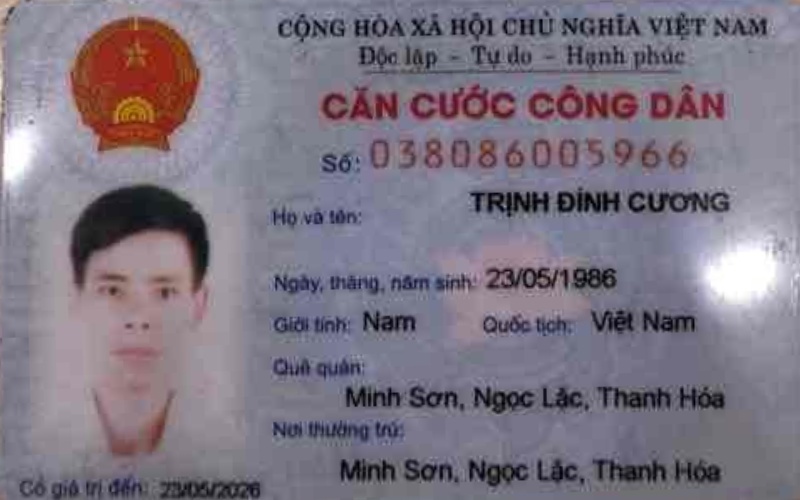 CỘNG HÒA XÃ HỘI CHỦ NGHĨA VIỆT NAM
Độc lập - Tự do - Hạnh phúc
CĂN CƯỚC CÔNG DÂN
Số: 038086005966
Họ và tên: TRỊNH ĐÌNH CƯƠNG
Ngày, tháng, năm sinh: 23/05/1986
Giới tính: Nam Quốc tịch: Việt Nam
Quê quán:
Minh Sơn, Ngọc Lặc, Thanh Hóa
Nơi thường trú:
Minh Sơn, Ngọc Lặc, Thanh Hóa
Có giá trị đến: 23/05/2026